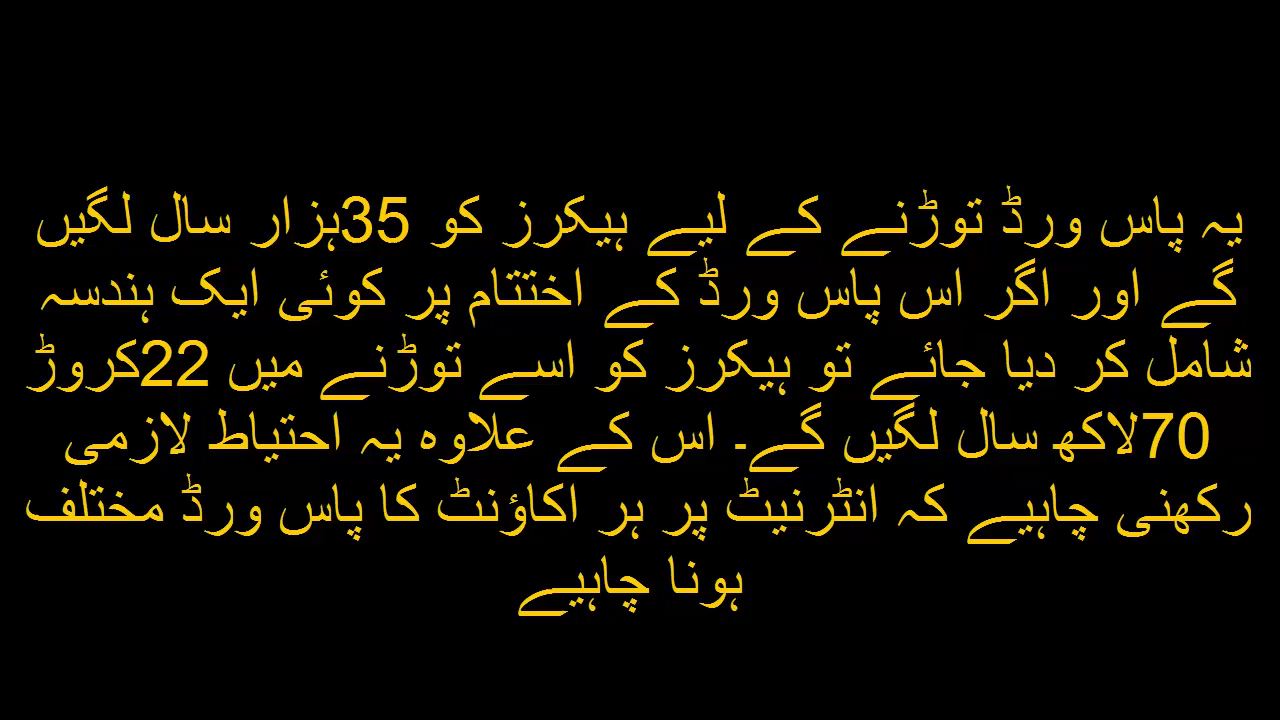 یہ پاس ورڈ توڑنے کے لیے ہیکرز کو 35ہزار سال لگیں
گے اور اگر اس پاس ورڈ کے اختتام پر کوئی ایک ہندسہ
شامل کر دیا جائے تو ہیکرز کو اسے توڑنے میں 22کروڑ
70لاکھ سال لگیں گے۔ اس کے علاوہ یہ احتیاط لازمی
رکھنی چاہیے کہ انٹرنیٹ پر ہر اکاؤنٹ کا پاس ورڈ مختلف
ہونا چاہیے